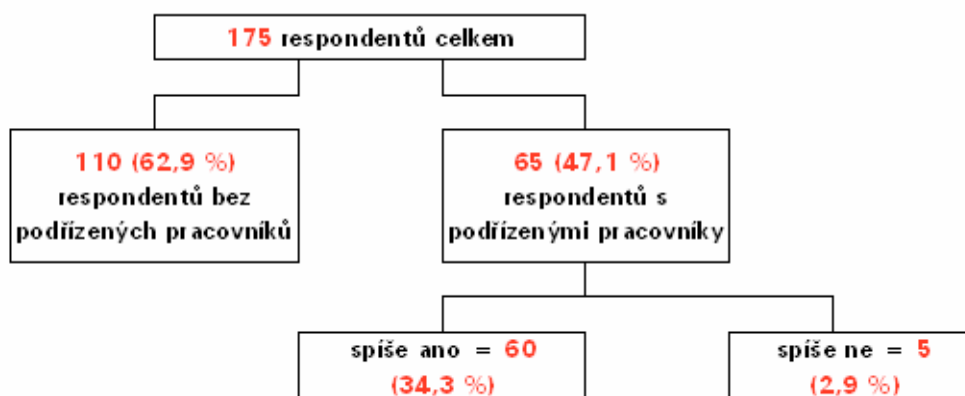 175 respondentů celkem
110 (62,9 %)
respondentů bez
podřízených pracovníků
65 (47,1 %)
respondentů s
podřízenými pracovníky
spíše ano = 60
(34,3 %)
spíše ne = 5
(2,9 %)